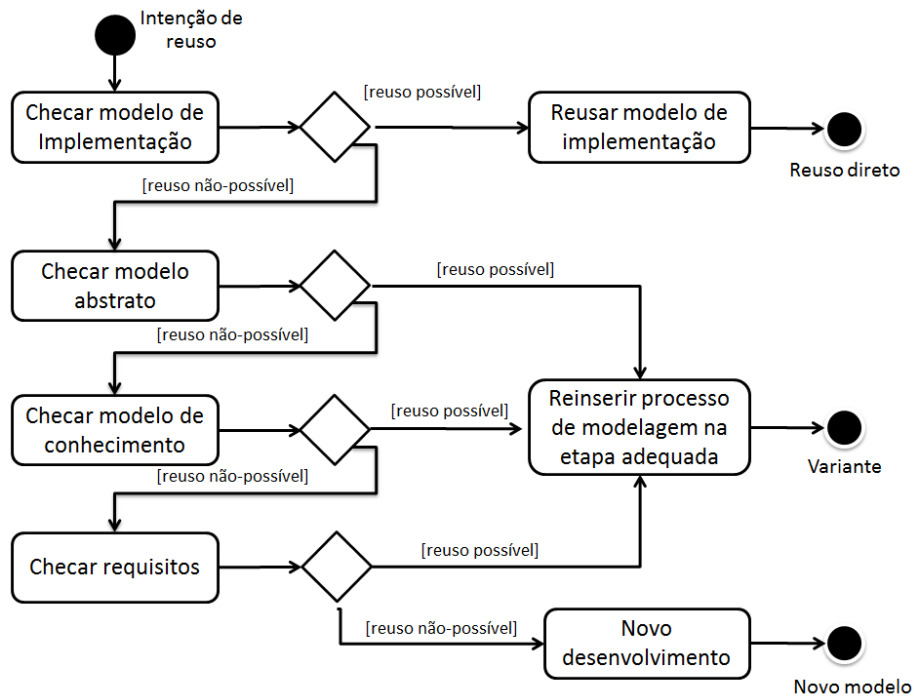 Intenção de
reuso
Checar modelo de
Implementação
[reuso possível]
Reusar modelo de
implementação
Reuso direto
[reuso não-possível]
Checar modelo
abstrato
[reuso possível]
[reuso não-possível]
Checar modelo de
conhecimento
[reuso possível]
Reinserir processo
de modelagem na
etapa adequada
Variante
[reuso não-possível]
Checar requisitos
[reuso possível]
[reuso não-possível]
Novo
desenvolvimento
Novo modelo